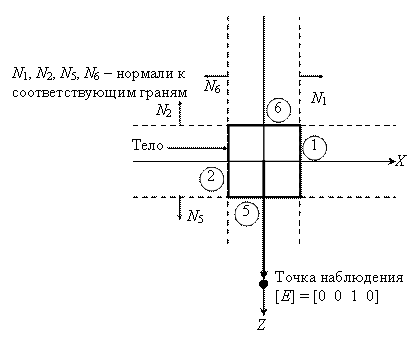 N1, N2, N5, N6 – нормали к
соответствующим граням
N6
N1
N2
6
Тело
1
X
2
5
N5
Точка наблюдения
[E] = [0 0 1 0]
Z